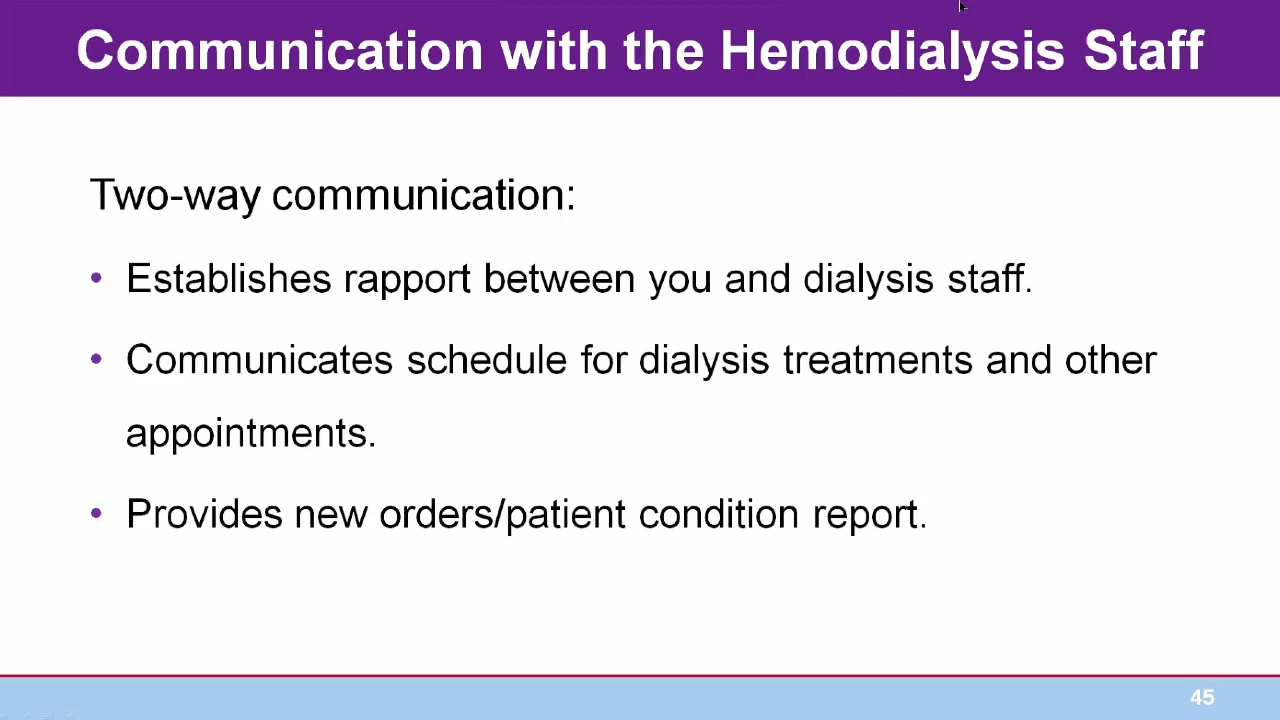 Communication with the Hemodialysis Staff
Two-way communication:
• Establishes rapport between you and dialysis staff.
• Communicates schedule for dialysis treatments and other
appointments.
• Provides new orders/patient condition report.
45